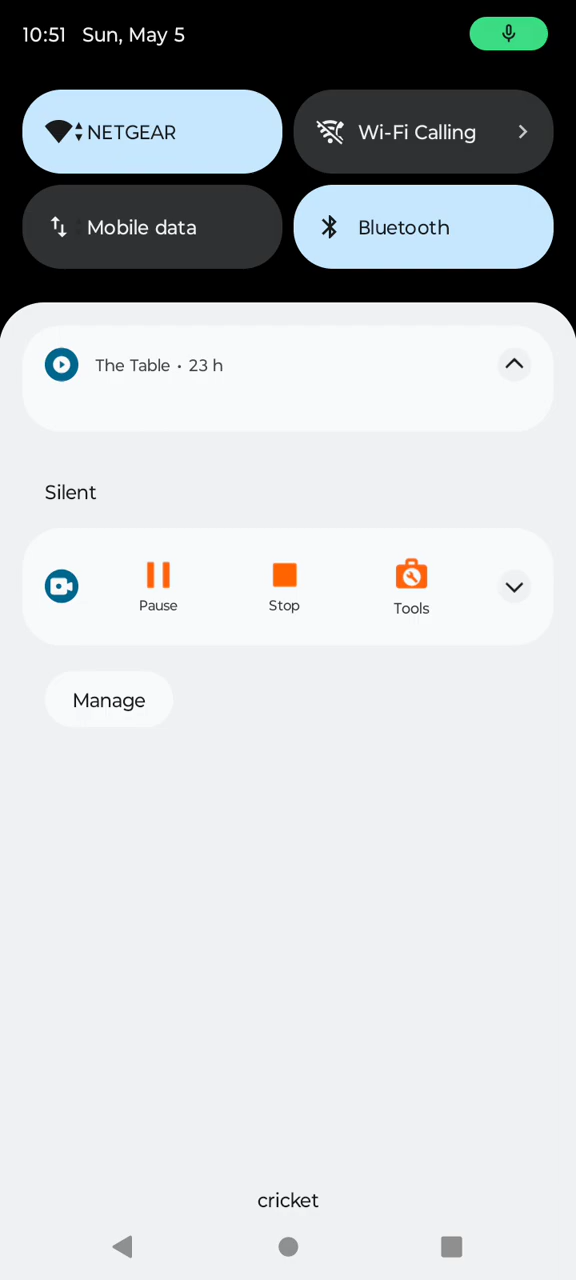 10:51 Sun, May 5
NETGEAR
Wi-Fi Calling
Mobile data
Bluetooth
The Table • 23 h
Silent
Pause
Stop
Tools
Manage
cricket